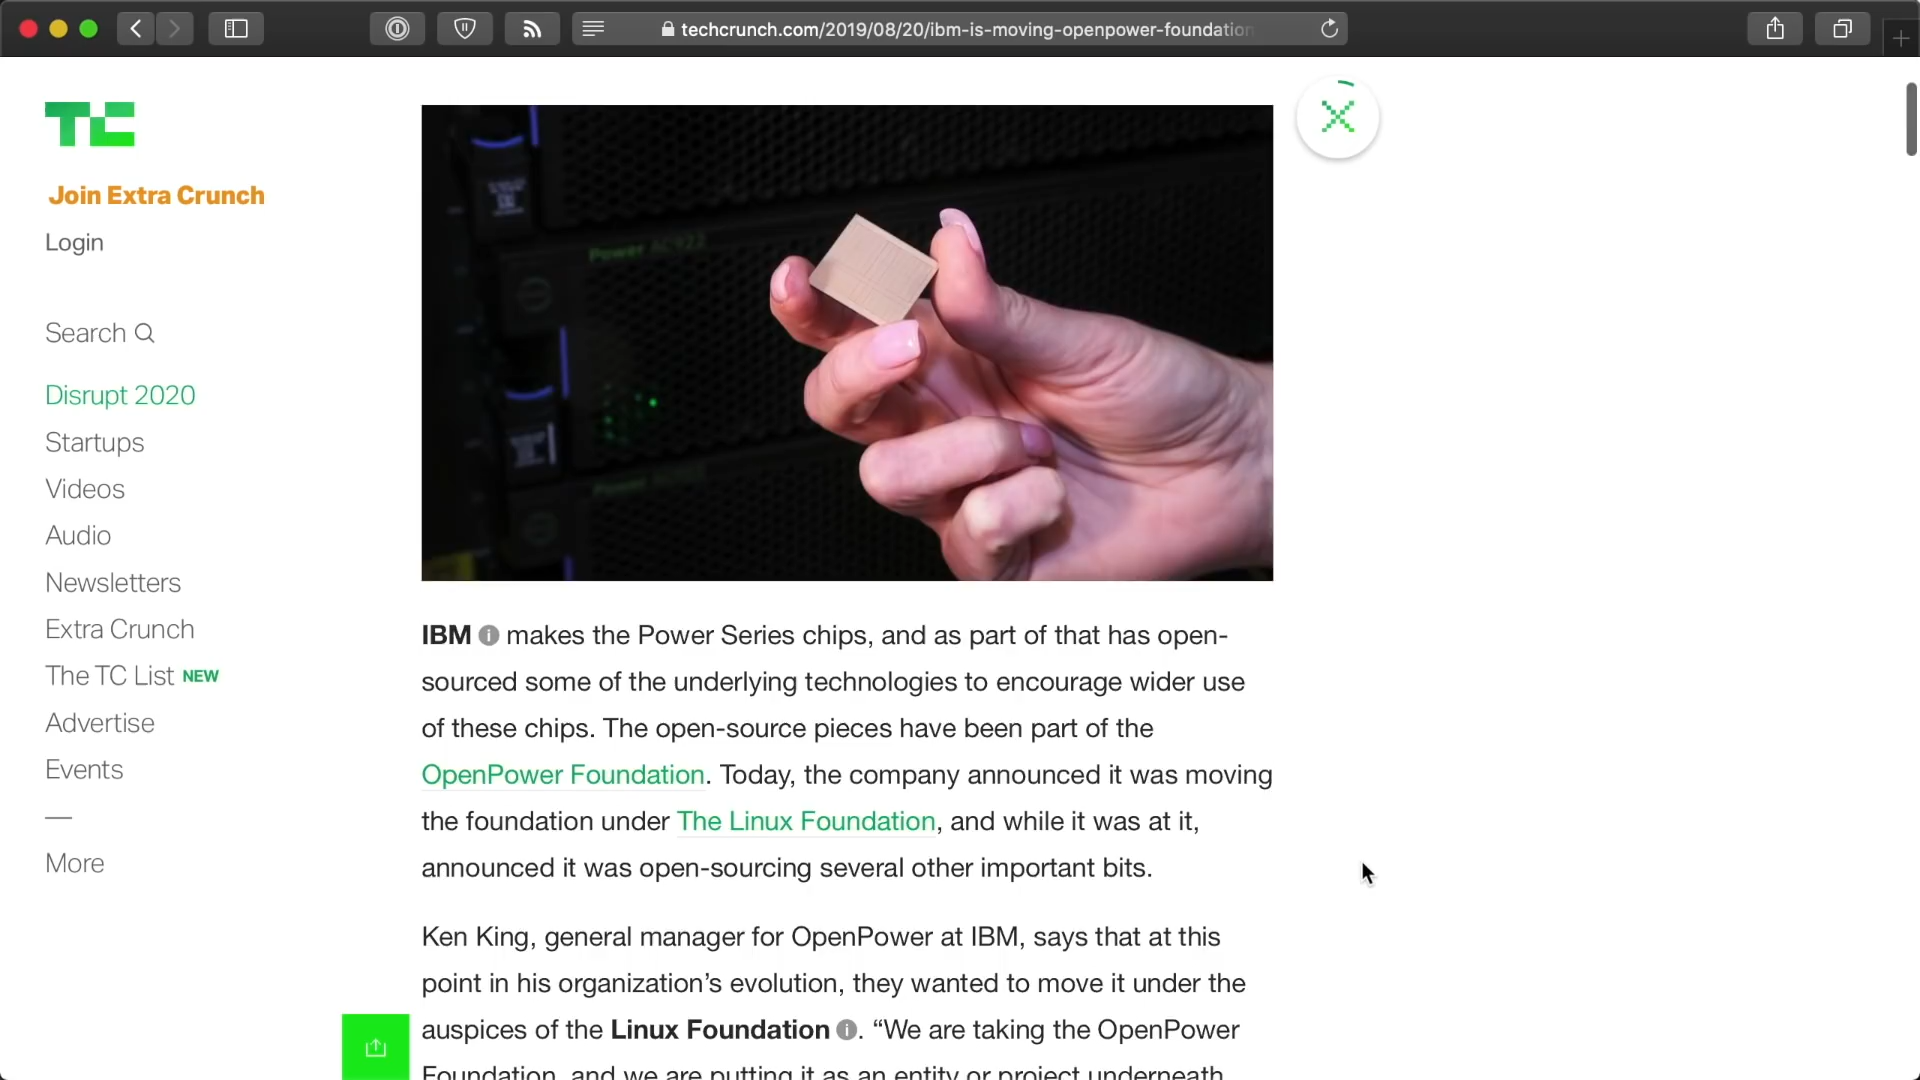 techcrunch.com/2019/08/20/ibm-is-moving-openpower-foundation
TC
Join Extra Crunch
Login
Search
Disrupt 2020
Startups
Videos
Audio
Newsletters
Extra Crunch
The TC List NEW
Advertise
Events
—
More
Power AC922
IBM i makes the Power Series chips, and as part of that has open-
sourced some of the underlying technologies to encourage wider use
of these chips. The open-source pieces have been part of the
OpenPower Foundation. Today, the company announced it was moving
the foundation under The Linux Foundation, and while it was at it,
announced it was open-sourcing several other important bits.
Ken King, general manager for OpenPower at IBM, says that at this
point in his organization’s evolution, they wanted to move it under the
auspices of the Linux Foundation i. “We are taking the OpenPower
Foundation, and we are putting it as an entity or project underneath